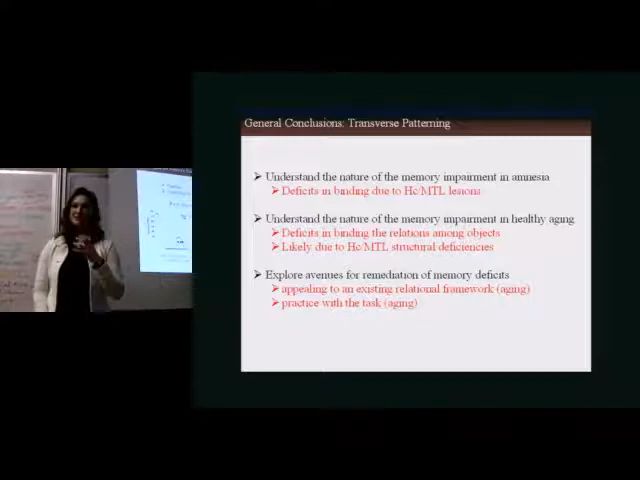 General Conclusions: Transverse Patterning
➢ Understand the nature of the memory impairment in amnesia
➢ Deficits in binding due to Hc/MTL lesions
➢ Understand the nature of the memory impairment in healthy aging
➢ Deficits in binding the relations among objects
➢ Likely due to Hc/MTL structural deficiencies
➢ Explore avenues for remediation of memory deficits
➢ appealing to an existing relational framework (aging)
➢ practice with the task (aging)